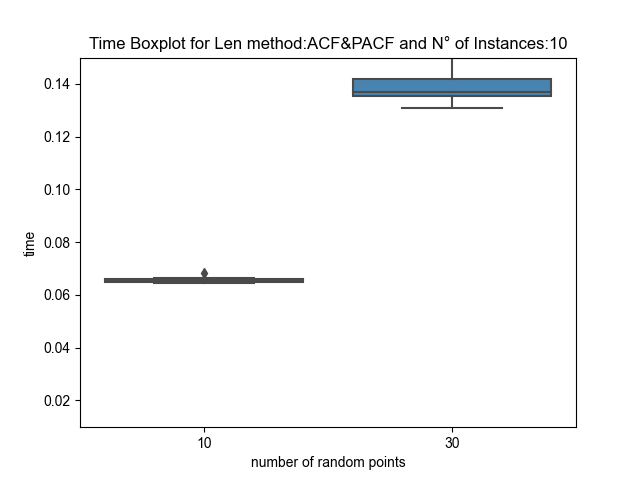 Time Boxplot for Len method:ACF&PACF and N° of Instances:10
0.14
0.12
0.10
0.08
0.06
0.04
0.02
time
10 30
number of random points